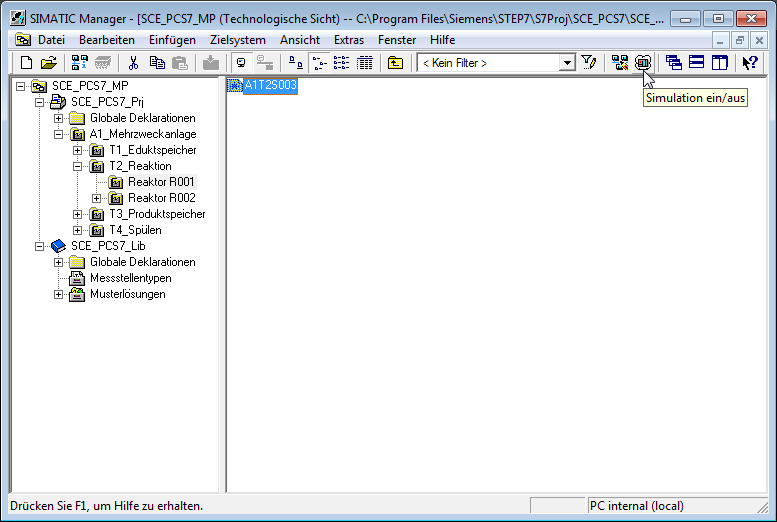 SIMATIC Manager - [SCE_PCS7_MP (Technologische Sicht) -- C:\Program Files\Siemens\STEP7\S7Proj\SCE_PCS7\SCE_...
Datei Bearbeiten Einfügen Zielsystem Ansicht Extras Fenster Hilfe
< Kein Filter >
Simulation ein/aus
SCE_PCS7_MP
SCE_PCS7_Prj
Globale Deklarationen
A1_Mehrzweckanlage
T1_Eduktspeicher
T2_Reaktion
Reaktor R001
Reaktor R002
T3_Produktspeicher
T4_Spülen
SCE_PCS7_Lib
Globale Deklarationen
Messstellentypen
Musterlösungen
A1T2S003
Drücken Sie F1, um Hilfe zu erhalten.
PC internal (local)